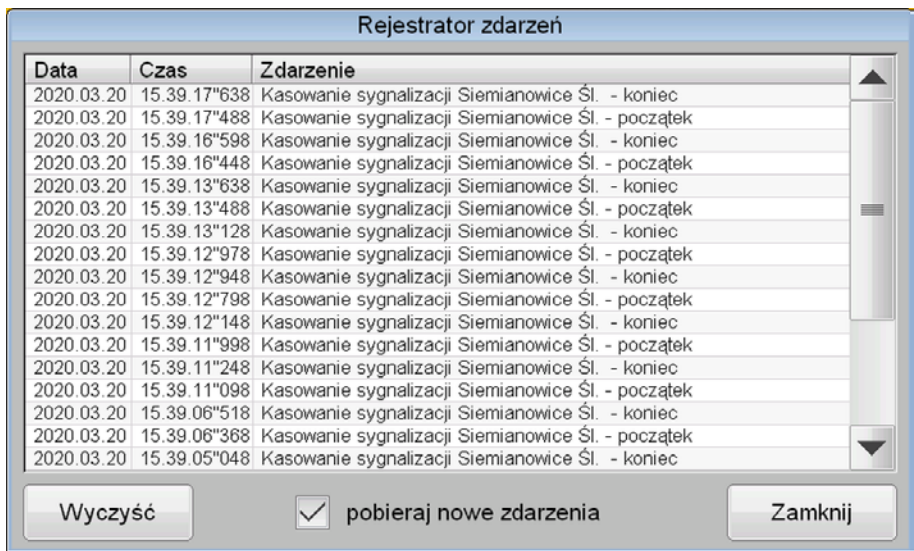 Rejestrator zdarzeń
Data Czas Zdarzenie
2020.03.20 15.39.17"638 Kasowanie sygnalizacji Siemianowice Śl. - koniec
2020.03.20 15.39.17"488 Kasowanie sygnalizacji Siemianowice Śl. - początek
2020.03.20 15.39.16"598 Kasowanie sygnalizacji Siemianowice Śl. - koniec
2020.03.20 15.39.16"448 Kasowanie sygnalizacji Siemianowice Śl. - początek
2020.03.20 15.39.13"638 Kasowanie sygnalizacji Siemianowice Śl. - koniec
2020.03.20 15.39.13"488 Kasowanie sygnalizacji Siemianowice Śl. - początek
2020.03.20 15.39.13"128 Kasowanie sygnalizacji Siemianowice Śl. - koniec
2020.03.20 15.39.12"978 Kasowanie sygnalizacji Siemianowice Śl. - początek
2020.03.20 15.39.12"948 Kasowanie sygnalizacji Siemianowice Śl. - koniec
2020.03.20 15.39.12"798 Kasowanie sygnalizacji Siemianowice Śl. - początek
2020.03.20 15.39.12"148 Kasowanie sygnalizacji Siemianowice Śl. - koniec
2020.03.20 15.39.11"998 Kasowanie sygnalizacji Siemianowice Śl. - początek
2020.03.20 15.39.11"248 Kasowanie sygnalizacji Siemianowice Śl. - koniec
2020.03.20 15.39.11"098 Kasowanie sygnalizacji Siemianowice Śl. - początek
2020.03.20 15.39.06"518 Kasowanie sygnalizacji Siemianowice Śl. - koniec
2020.03.20 15.39.06"368 Kasowanie sygnalizacji Siemianowice Śl. - początek
2020.03.20 15.39.05"048 Kasowanie sygnalizacji Siemianowice Śl. - koniec
Wyczyść pobieraj nowe zdarzenia Zamknij